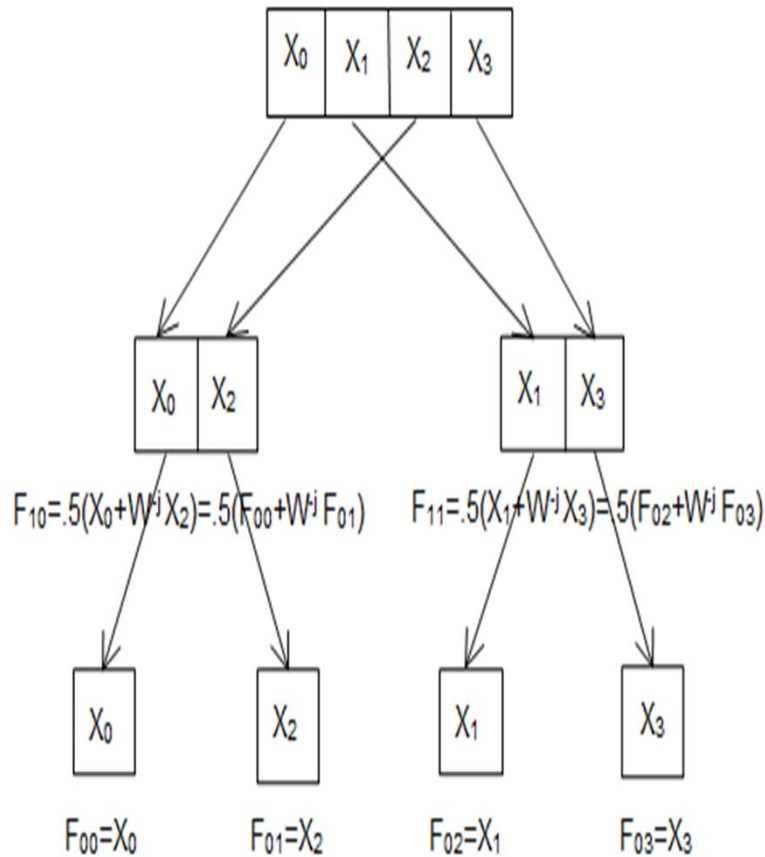 X₀ X₁ X₂ X₃
X₀ X₂ X₁ X₃
F₁₀=.5(X₀+W⁻ʲX₂)=.5(F₀₀+W⁻ʲF₀₁) F₁₁=.5(X₁+W⁻ʲX₃)=.5(F₀₂+W⁻ʲF₀₃)
X₀ X₂ X₁ X₃
F₀₀=X₀ F₀₁=X₂ F₀₂=X₁ F₀₃=X₃